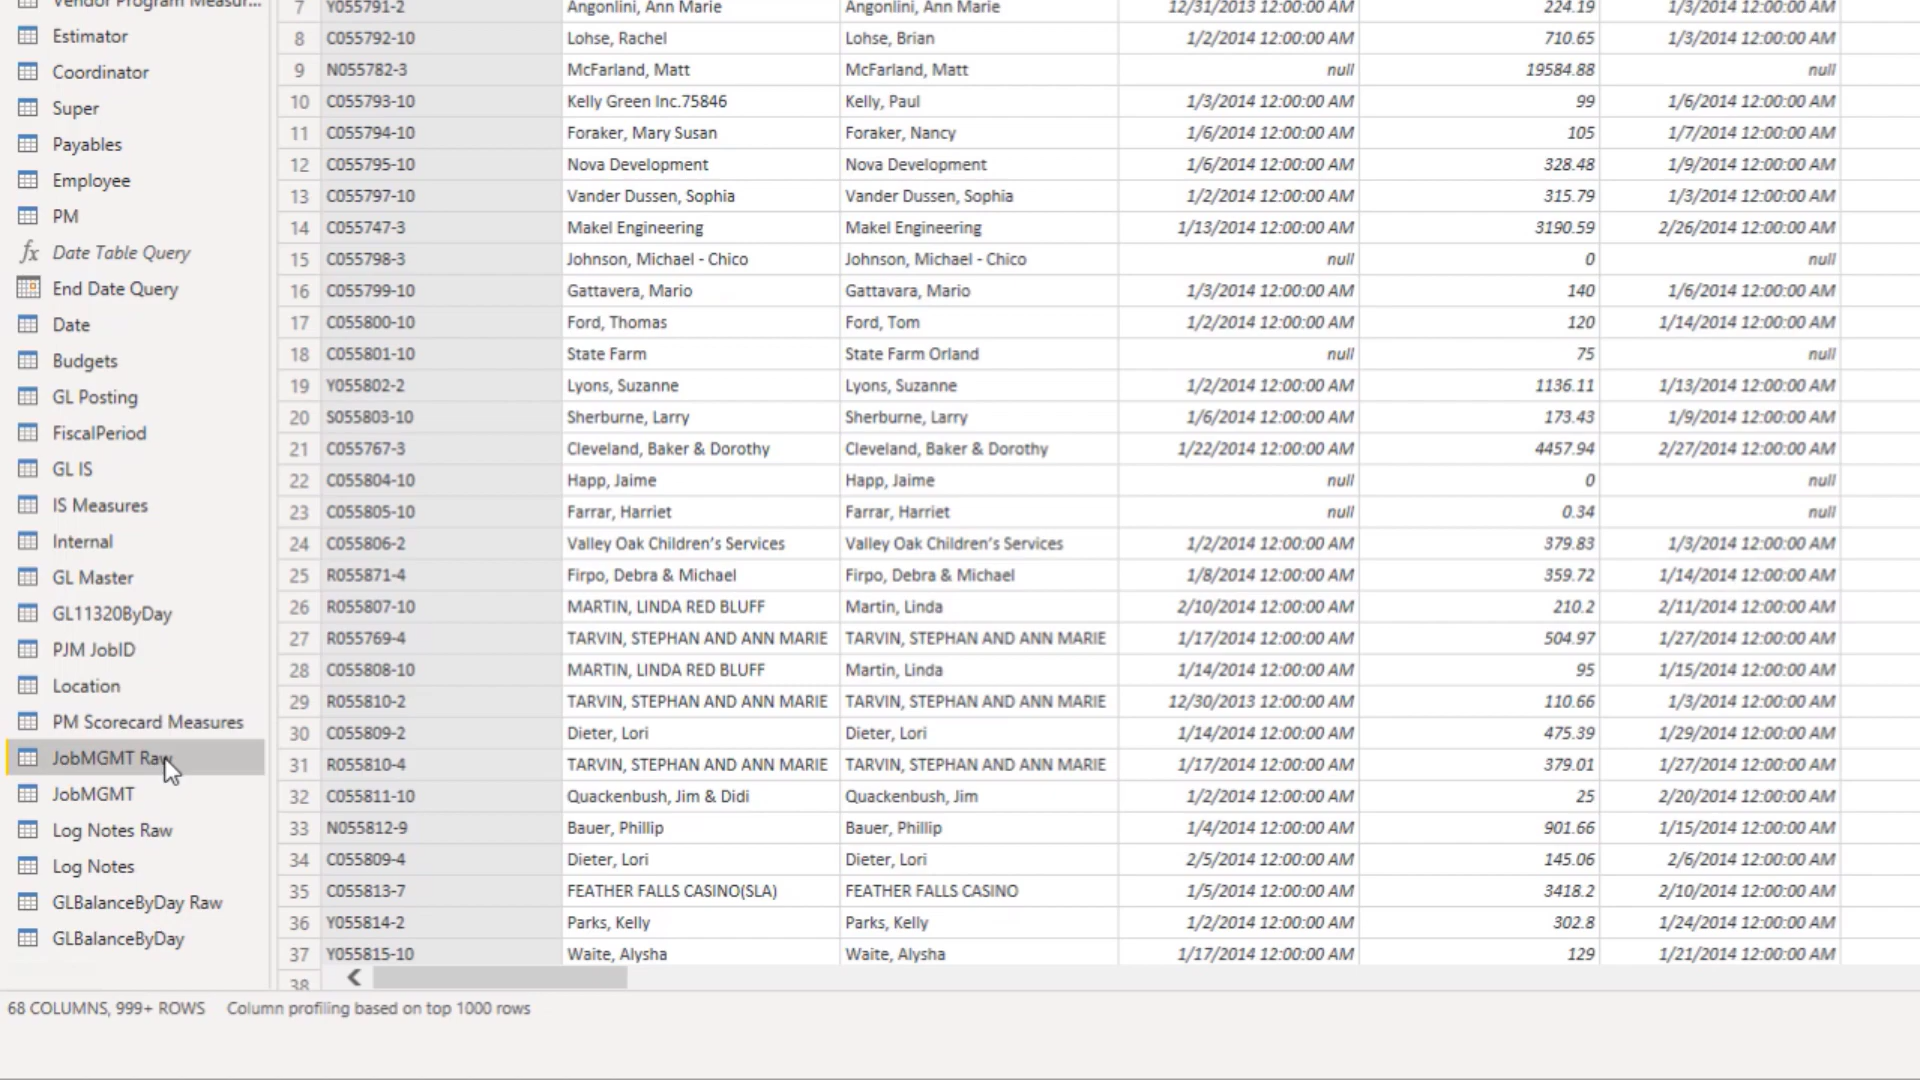 Vendor Program Measur...
Estimator
Coordinator
Super
Payables
Employee
PM
fx Date Table Query
End Date Query
Date
Budgets
GL Posting
FiscalPeriod
GL IS
IS Measures
Internal
GL Master
GL11320ByDay
PJM JobID
Location
PM Scorecard Measures
JobMGMT Raw
JobMGMT
Log Notes Raw
Log Notes
GLBalanceByDay Raw
GLBalanceByDay
7 Y055791-2 Angonlini, Ann Marie Angonlini, Ann Marie 12/31/2013 12:00:00 AM 224.19 1/3/2014 12:00:00 AM
8 C055792-10 Lohse, Rachel Lohse, Brian 1/2/2014 12:00:00 AM 710.65 1/3/2014 12:00:00 AM
9 N055782-3 McFarland, Matt McFarland, Matt null 19584.88 null
10 C055793-10 Kelly Green Inc.75846 Kelly, Paul 1/3/2014 12:00:00 AM 99 1/6/2014 12:00:00 AM
11 C055794-10 Foraker, Mary Susan Foraker, Nancy 1/6/2014 12:00:00 AM 105 1/7/2014 12:00:00 AM
12 C055795-10 Nova Development Nova Development 1/6/2014 12:00:00 AM 328.48 1/9/2014 12:00:00 AM
13 C055797-10 Vander Dussen, Sophia Vander Dussen, Sophia 1/2/2014 12:00:00 AM 315.79 1/3/2014 12:00:00 AM
14 C055747-3 Makel Engineering Makel Engineering 1/13/2014 12:00:00 AM 3190.59 2/26/2014 12:00:00 AM
15 C055798-3 Johnson, Michael - Chico Johnson, Michael - Chico null 0 null
16 C055799-10 Gattavera, Mario Gattavara, Mario 1/3/2014 12:00:00 AM 140 1/6/2014 12:00:00 AM
17 C055800-10 Ford, Thomas Ford, Tom 1/2/2014 12:00:00 AM 120 1/14/2014 12:00:00 AM
18 C055801-10 State Farm State Farm Orland null 75 null
19 Y055802-2 Lyons, Suzanne Lyons, Suzanne 1/2/2014 12:00:00 AM 1136.11 1/13/2014 12:00:00 AM
20 S055803-10 Sherburne, Larry Sherburne, Larry 1/6/2014 12:00:00 AM 173.43 1/9/2014 12:00:00 AM
21 C055767-3 Cleveland, Baker & Dorothy Cleveland, Baker & Dorothy 1/22/2014 12:00:00 AM 4457.94 2/27/2014 12:00:00 AM
22 C055804-10 Happ, Jaime Happ, Jaime null 0 null
23 C055805-10 Farrar, Harriet Farrar, Harriet null 0.34 null
24 C055806-2 Valley Oak Children's Services Valley Oak Children's Services 1/2/2014 12:00:00 AM 379.83 1/3/2014 12:00:00 AM
25 R055871-4 Firpo, Debra & Michael Firpo, Debra & Michael 1/8/2014 12:00:00 AM 359.72 1/14/2014 12:00:00 AM
26 R055807-10 MARTIN, LINDA RED BLUFF Martin, Linda 2/10/2014 12:00:00 AM 210.2 2/11/2014 12:00:00 AM
27 R055769-4 TARVIN, STEPHAN AND ANN MARIE TARVIN, STEPHAN AND ANN MARIE 1/17/2014 12:00:00 AM 504.97 1/27/2014 12:00:00 AM
28 C055808-10 MARTIN, LINDA RED BLUFF Martin, Linda 1/14/2014 12:00:00 AM 95 1/15/2014 12:00:00 AM
29 R055810-2 TARVIN, STEPHAN AND ANN MARIE TARVIN, STEPHAN AND ANN MARIE 12/30/2013 12:00:00 AM 110.66 1/3/2014 12:00:00 AM
30 C055809-2 Dieter, Lori Dieter, Lori 1/14/2014 12:00:00 AM 475.39 1/29/2014 12:00:00 AM
31 R055810-4 TARVIN, STEPHAN AND ANN MARIE TARVIN, STEPHAN AND ANN MARIE 1/17/2014 12:00:00 AM 379.01 1/27/2014 12:00:00 AM
32 C055811-10 Quackenbush, Jim & Didi Quackenbush, Jim 1/2/2014 12:00:00 AM 25 2/20/2014 12:00:00 AM
33 N055812-9 Bauer, Phillip Bauer, Phillip 1/4/2014 12:00:00 AM 901.66 1/15/2014 12:00:00 AM
34 C055809-4 Dieter, Lori Dieter, Lori 2/5/2014 12:00:00 AM 145.06 2/6/2014 12:00:00 AM
35 C055813-7 FEATHER FALLS CASINO(SLA) FEATHER FALLS CASINO 1/5/2014 12:00:00 AM 3418.2 2/10/2014 12:00:00 AM
36 Y055814-2 Parks, Kelly Parks, Kelly 1/2/2014 12:00:00 AM 302.8 1/24/2014 12:00:00 AM
37 Y055815-10 Waite, Alysha Waite, Alysha 1/17/2014 12:00:00 AM 129 1/21/2014 12:00:00 AM
38
68 COLUMNS, 999+ ROWS Column profiling based on top 1000 rows